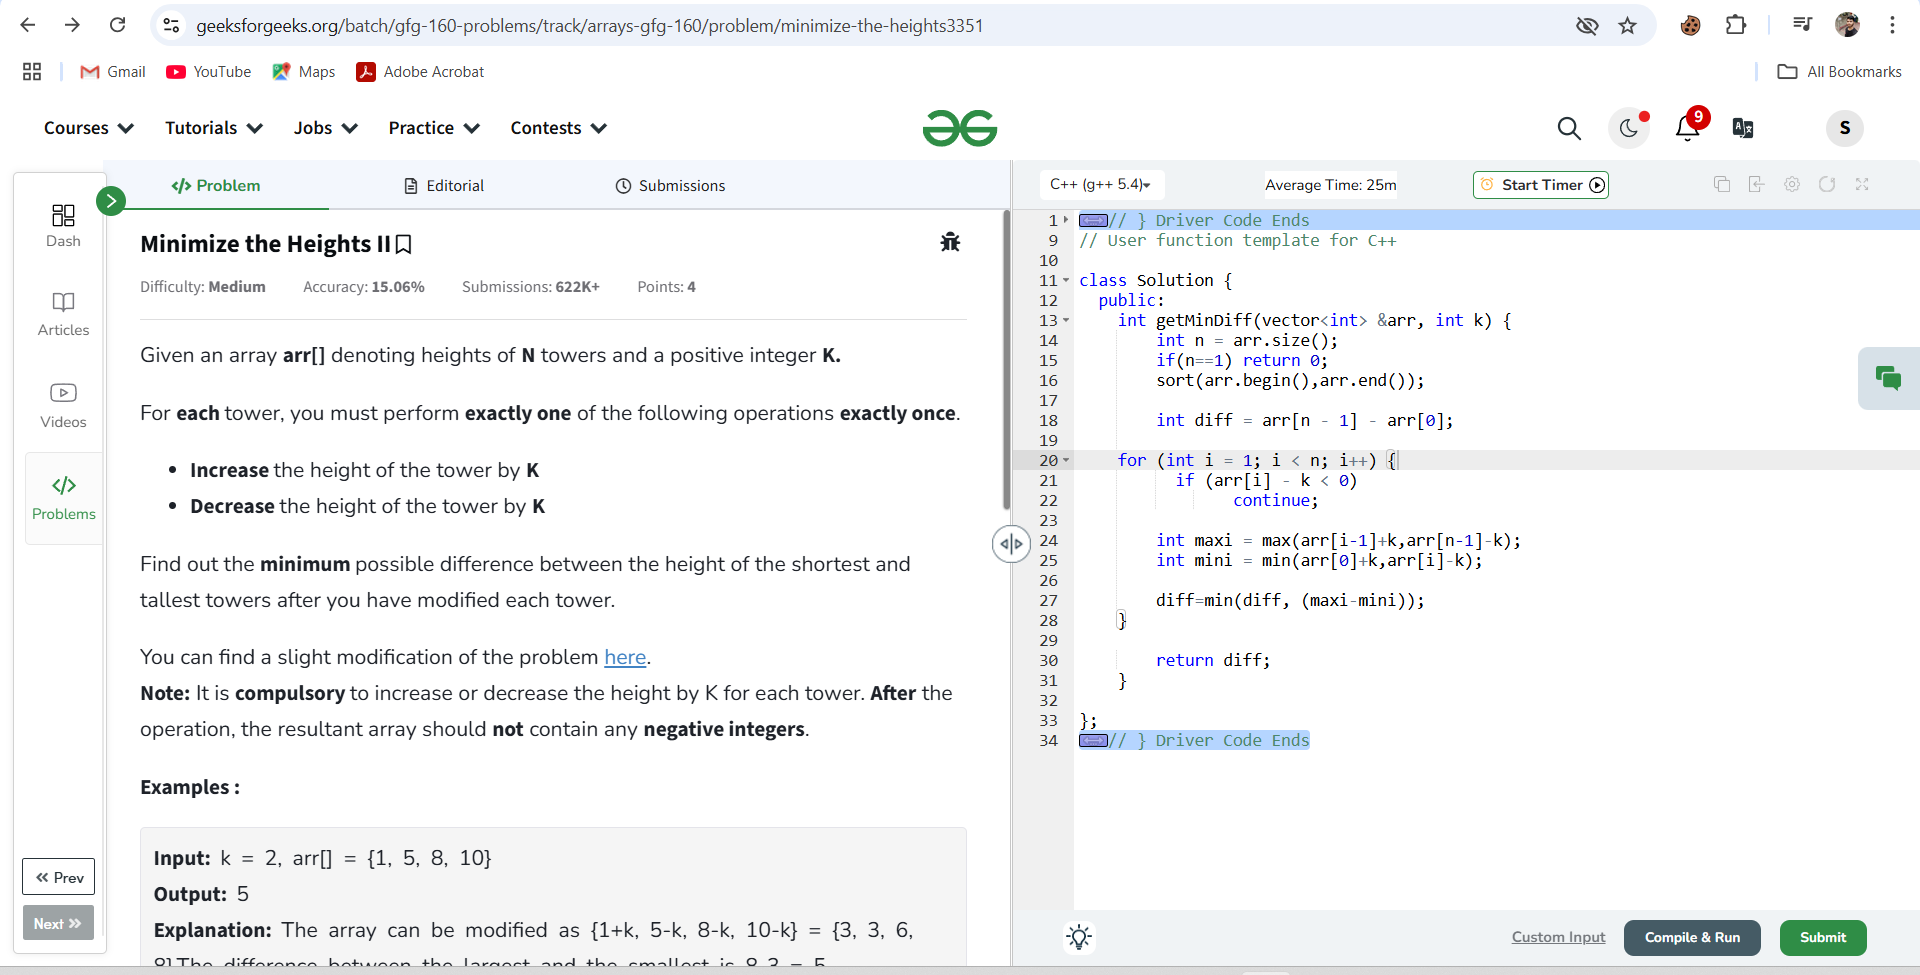 geeksforgeeks.org/batch/gfg-160-problems/track/arrays-gfg-160/problem/minimize-the-heights3351
Gmail YouTube Maps Adobe Acrobat All Bookmarks
Courses Tutorials Jobs Practice Contests 9 S
Dash
Articles
Videos
Problems
Prev
Next
Problem Editorial Submissions
Minimize the Heights II
Difficulty: Medium Accuracy: 15.06% Submissions: 622K+ Points: 4
Given an array arr[] denoting heights of N towers and a positive integer K.
For each tower, you must perform exactly one of the following operations exactly once.
• Increase the height of the tower by K
• Decrease the height of the tower by K
Find out the minimum possible difference between the height of the shortest and
tallest towers after you have modified each tower.
You can find a slight modification of the problem here.
Note: It is compulsory to increase or decrease the height by K for each tower. After the
operation, the resultant array should not contain any negative integers.
Examples :
Input: k = 2, arr[] = {1, 5, 8, 10}
Output: 5
Explanation: The array can be modified as {1+k, 5-k, 8-k, 10-k} = {3, 3, 6,
8}.The difference between the largest and the smallest is 8-3 = 5.
C++ (g++ 5.4) Average Time: 25m Start Timer
1 // } Driver Code Ends
9 // User function template for C++
10
11 class Solution {
12 public:
13 int getMinDiff(vector<int> &arr, int k) {
14 int n = arr.size();
15 if(n==1) return 0;
16 sort(arr.begin(),arr.end());
17
18 int diff = arr[n - 1] - arr[0];
19
20 for (int i = 1; i < n; i++) {
21 if (arr[i] - k < 0)
22 continue;
23
24 int maxi = max(arr[i-1]+k,arr[n-1]-k);
25 int mini = min(arr[0]+k,arr[i]-k);
26
27 diff=min(diff, (maxi-mini));
28 }
29
30 return diff;
31 }
32
33 };
34 // } Driver Code Ends
Custom Input Compile & Run Submit